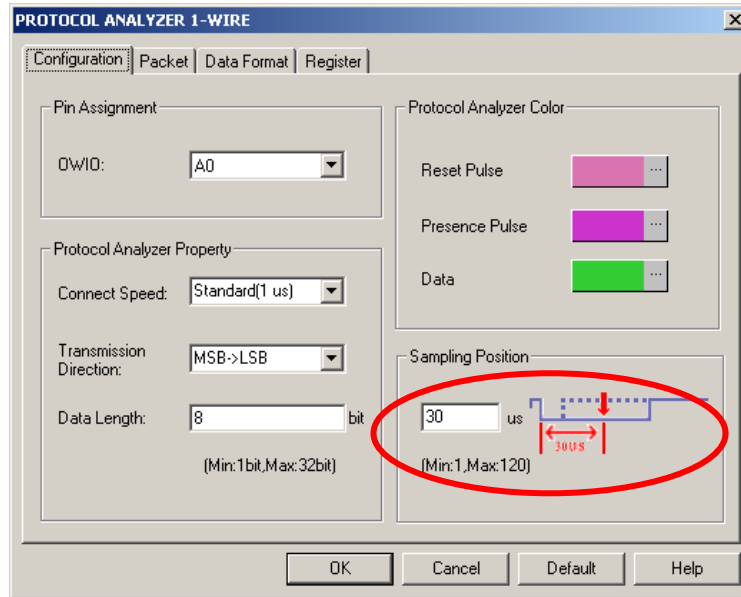 PROTOCOL ANALYZER 1-WIRE
Configuration Packet Data Format Register
Pin Assignment
OWIO: A0
Protocol Analyzer Property
Connect Speed: Standard(1 us)
Transmission Direction: MSB->LSB
Data Length: 8 bit
(Min:1bit,Max:32bit)
Protocol Analyzer Color
Reset Pulse ...
Presence Pulse ...
Data ...
Sampling Position
30 us
30US
(Min:1,Max:120)
OK Cancel Default Help